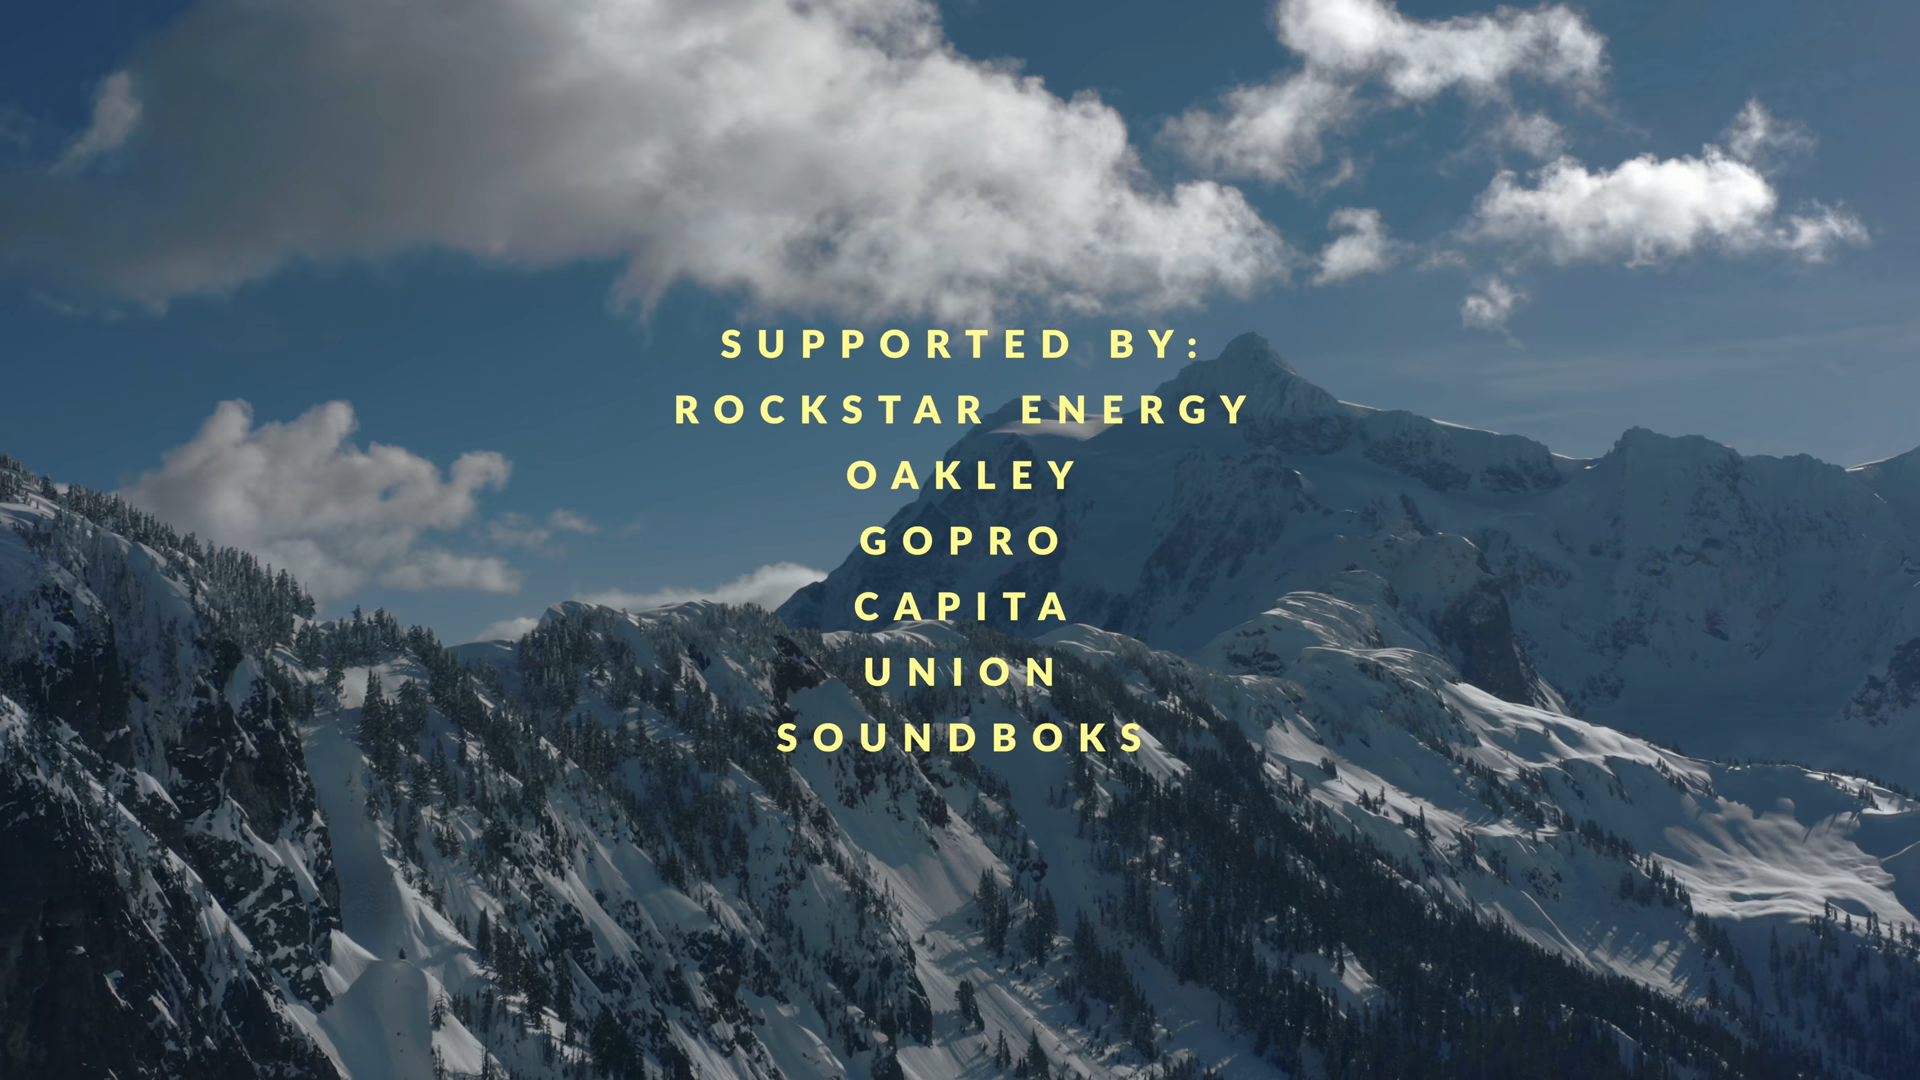 SUPPORTED BY:
ROCKSTAR ENERGY
OAKLEY
GOPRO
CAPITA
UNION
SOUNDBOKS